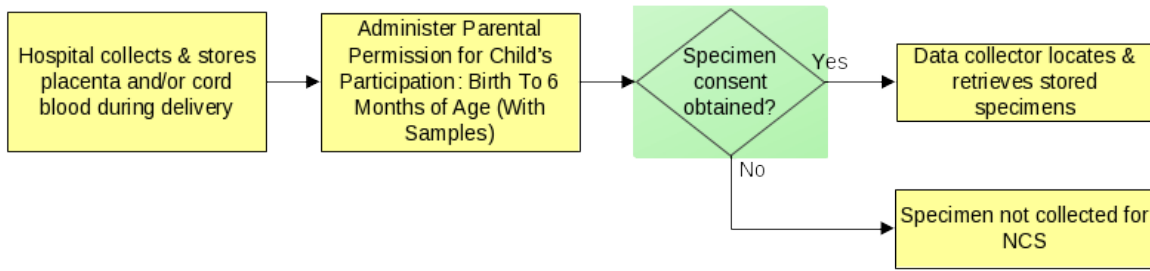 Hospital collects & stores
placenta and/or cord
blood during delivery
Administer Parental
Permission for Child's
Participation: Birth To 6
Months of Age (With
Samples)
Specimen
consent
obtained?
Yes
Data collector locates &
retrieves stored
specimens
No
Specimen not collected for
NCS